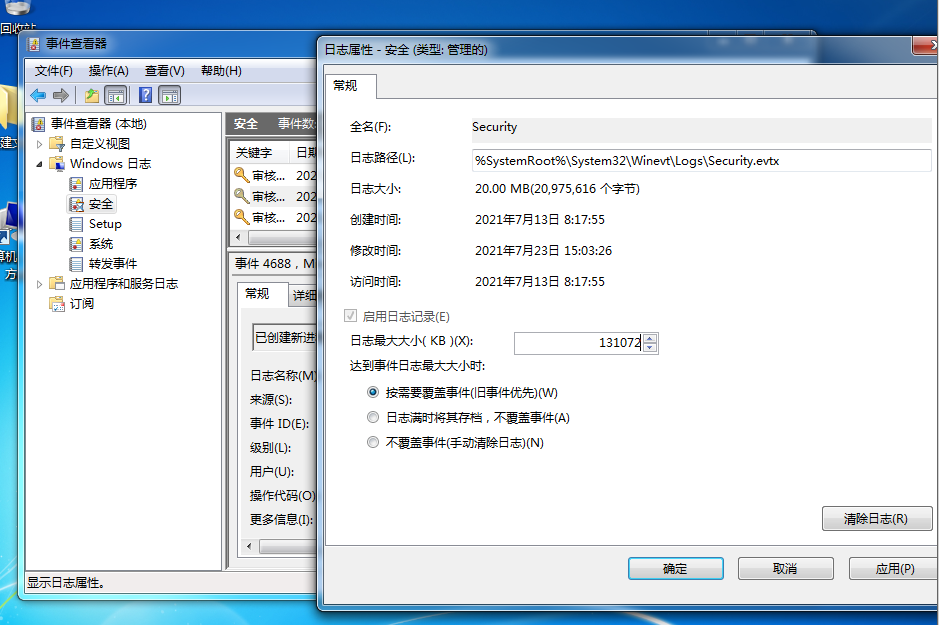 回收站
事件查看器
文件(F) 操作(A) 查看(V) 帮助(H)
事件查看器 (本地)
自定义视图
Windows 日志
应用程序
安全
Setup
系统
转发事件
应用程序和服务日志
订阅
安全 事件数:
关键字 日期
审核... 202
审核... 202
审核... 202
事件 4688，M
常规 详细
已创建新进
日志名称(M)
来源(S):
事件 ID(E):
级别(L):
用户(U):
操作代码(O)
更多信息(I):
显示日志属性。
日志属性 - 安全 (类型: 管理的)
常规
全名(F): Security
日志路径(L): %SystemRoot%\System32\Winevt\Logs\Security.evtx
日志大小: 20.00 MB(20,975,616 个字节)
创建时间: 2021年7月13日 8:17:55
修改时间: 2021年7月23日 15:03:26
访问时间: 2021年7月13日 8:17:55
启用日志记录(E)
日志最大大小( KB )(X): 131072
达到事件日志最大大小时:
按需要覆盖事件(旧事件优先)(W)
日志满时将其存档，不覆盖事件(A)
不覆盖事件(手动清除日志)(N)
清除日志(R)
确定 取消 应用(P)